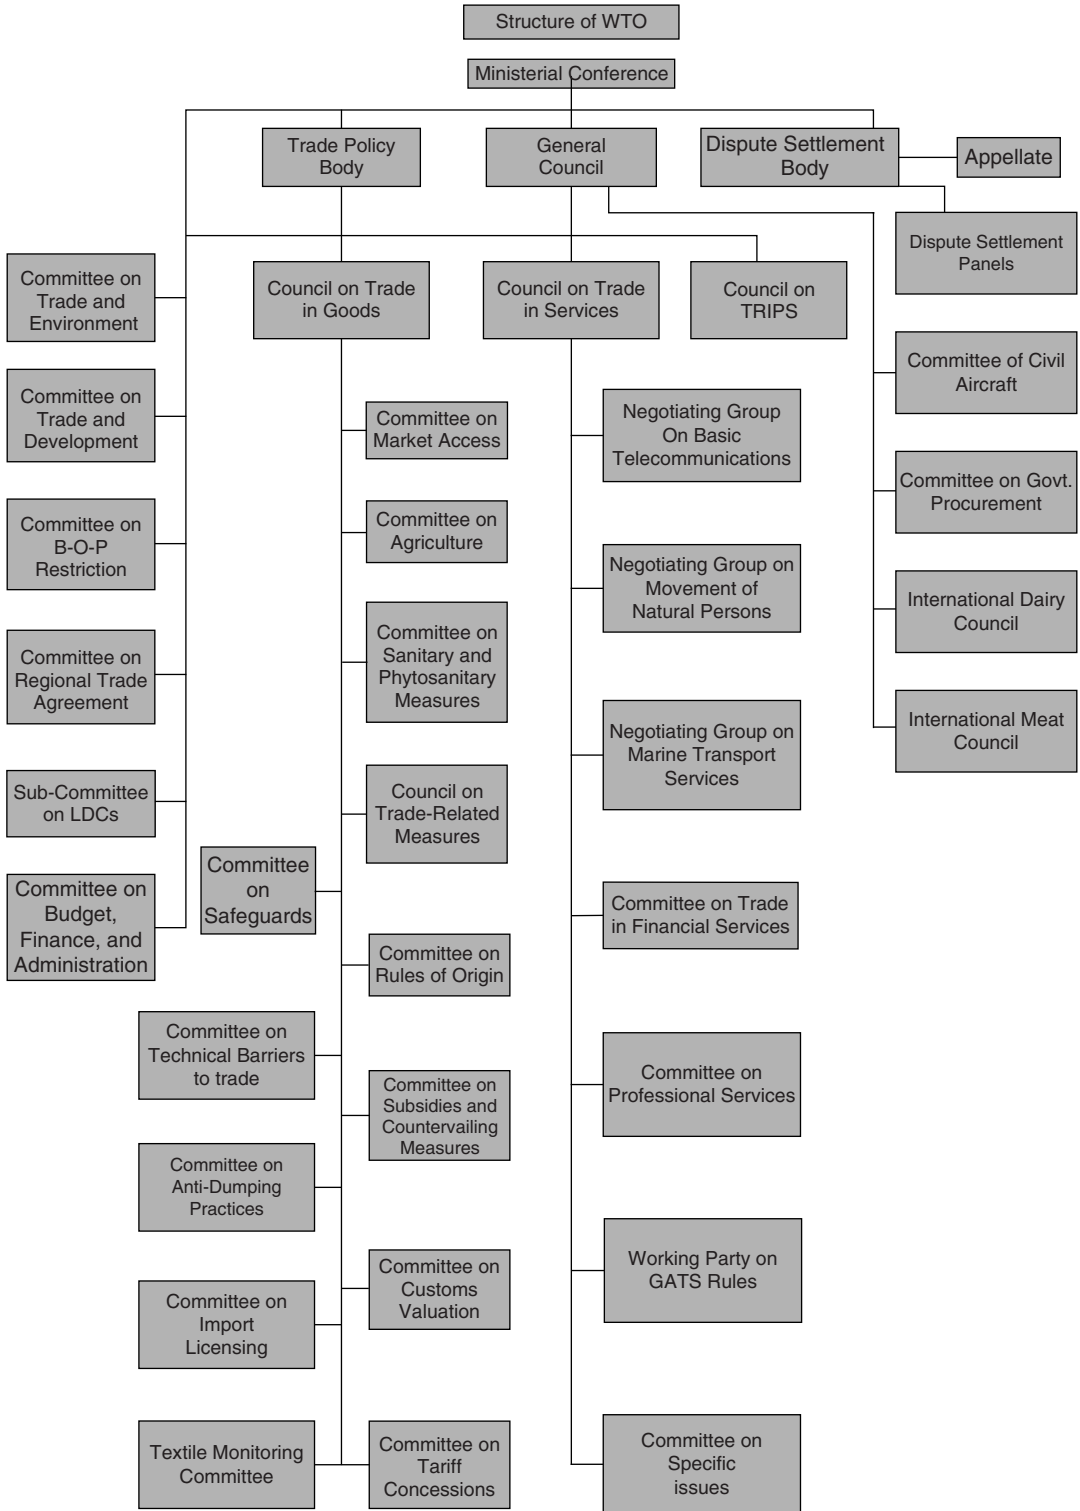 Structure of WTO
Ministerial Conference
Trade Policy
Body
General
Council
Dispute Settlement
Body
Appellate
Dispute Settlement
Panels
Committee on
Trade and
Environment
Council on Trade
in Goods
Council on Trade
in Services
Council on
TRIPS
Committee of Civil
Aircraft
Committee on
Trade and
Development
Committee on
Market Access
Negotiating Group
On Basic
Telecommunications
Committee on Govt.
Procurement
Committee on
B-O-P
Restriction
Committee on
Agriculture
Negotiating Group on
Movement of
Natural Persons
International Dairy
Council
Committee on
Regional Trade
Agreement
Committee on
Sanitary and
Phytosanitary
Measures
Negotiating Group on
Marine Transport
Services
International Meat
Council
Sub-Committee
on LDCs
Council on
Trade-Related
Measures
Committee
on
Safeguards
Committee on
Budget,
Finance, and
Administration
Committee on Trade
in Financial Services
Committee on
Rules of Origin
Committee on
Technical Barriers
to trade
Committee on
Subsidies and
Countervailing
Measures
Committee on
Professional Services
Committee on
Anti-Dumping
Practices
Committee on
Customs
Valuation
Working Party on
GATS Rules
Committee on
Import
Licensing
Textile Monitoring
Committee
Committee on
Tariff
Concessions
Committee on
Specific
issues